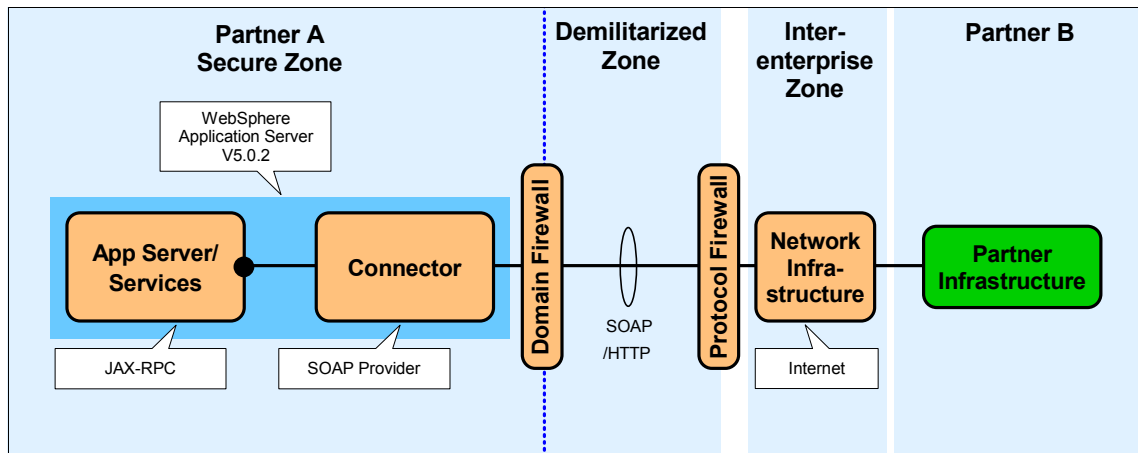 Partner A
Secure Zone
Demilitarized
Zone
Inter-
enterprise
Zone
Partner B
WebSphere
Application Server
V5.0.2
App Server/
Services
Connector
Domain Firewall
SOAP
/HTTP
Protocol Firewall
Network
Infra-
structure
Partner
Infrastructure
JAX-RPC
SOAP Provider
Internet